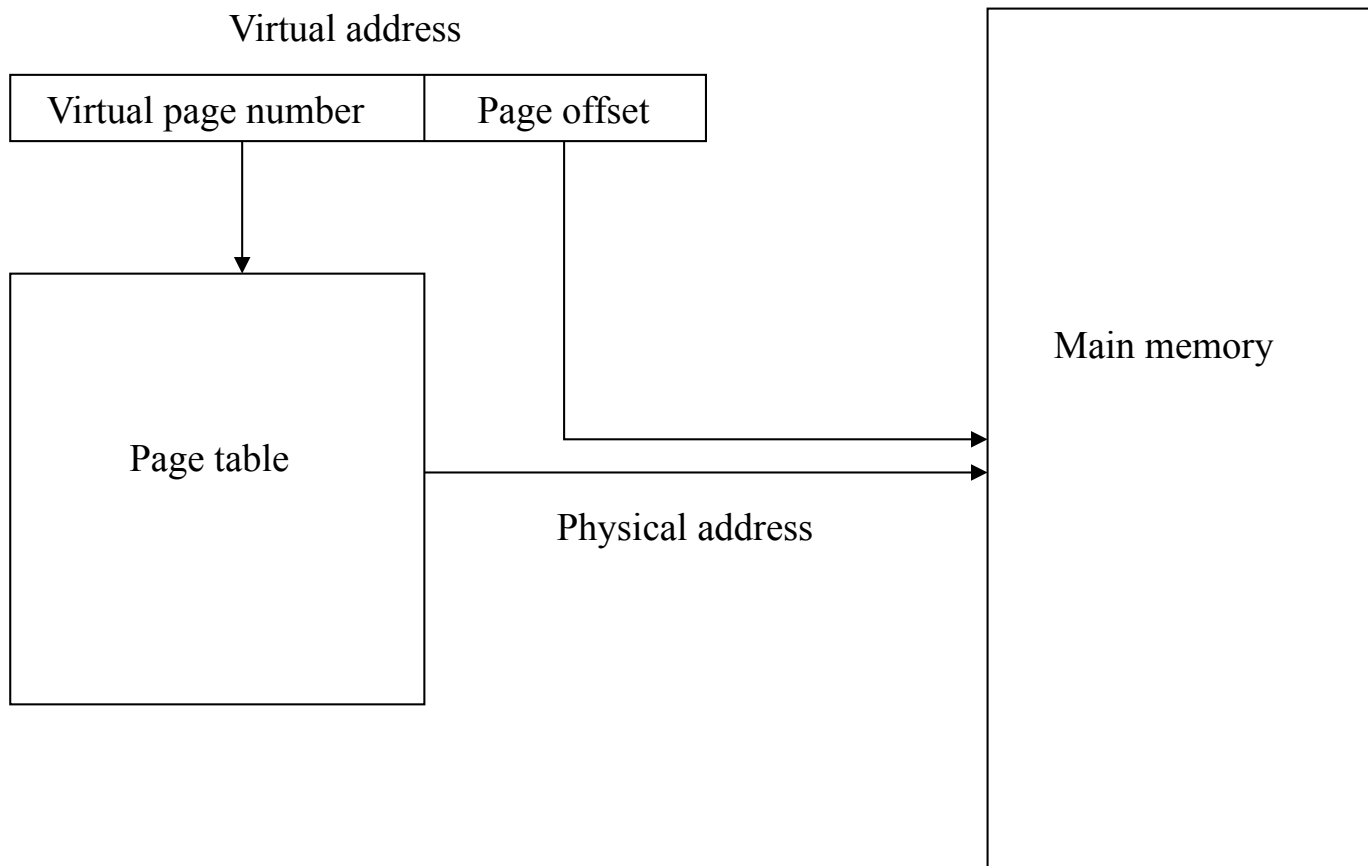 Virtual address
Virtual page number
Page offset
Main memory
Page table
Physical address